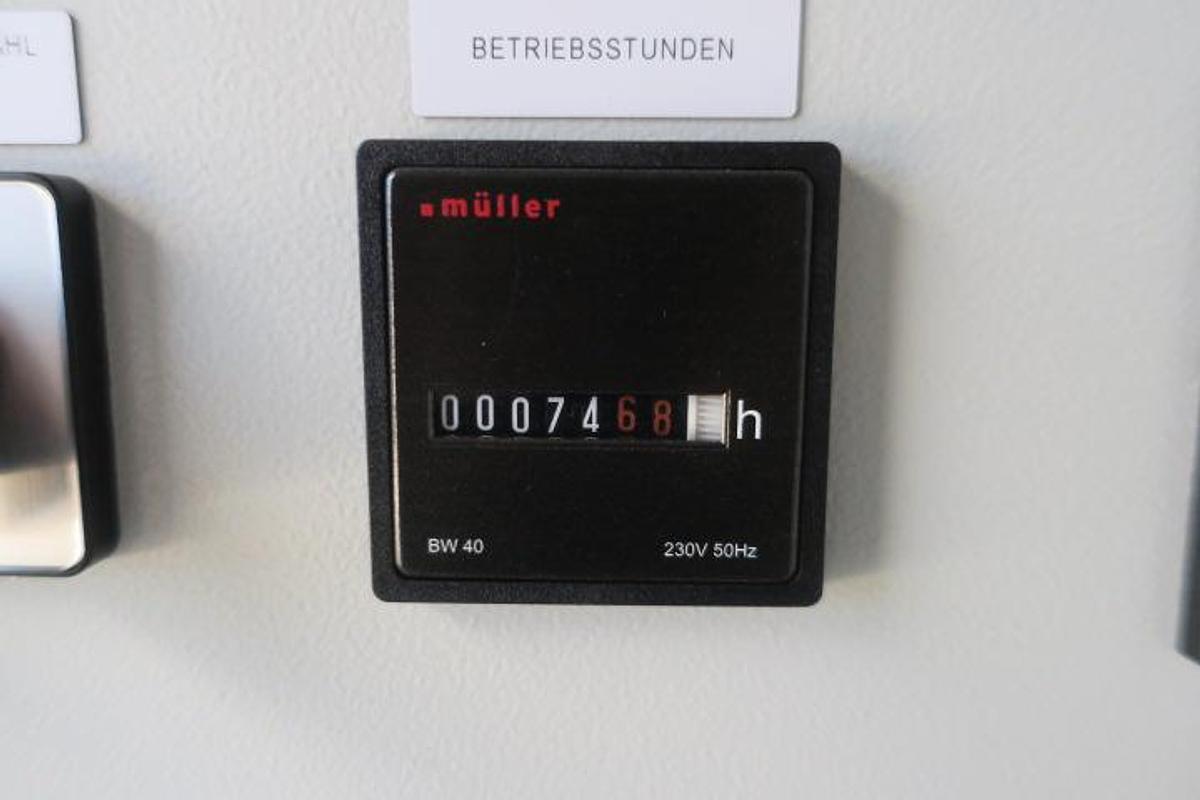 BETRIEBSSTUNDEN
müller
0007468 h
BW 40
230V 50Hz